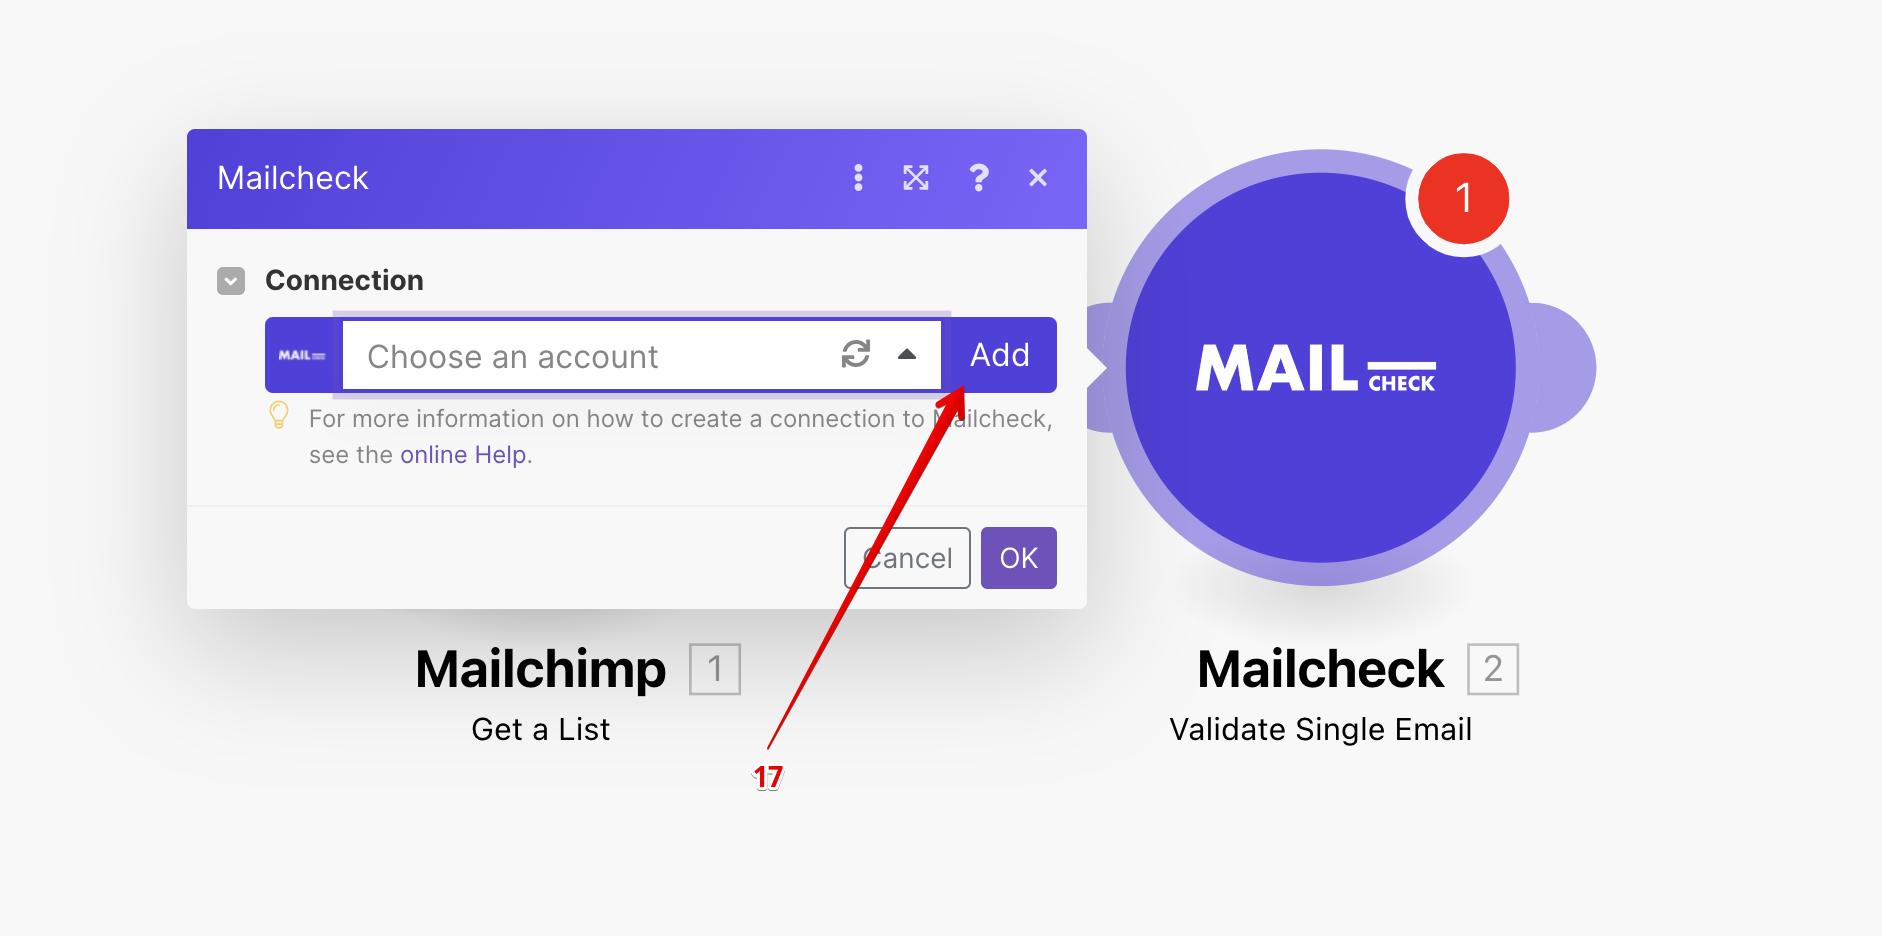 Mailcheck
?
1
Connection
MAIL
Choose an account
Add
MAIL CHECK
For more information on how to create a connection to Mailcheck,
see the online Help.
Cancel
OK
Mailchimp 1
Get a List
Mailcheck 2
Validate Single Email
17